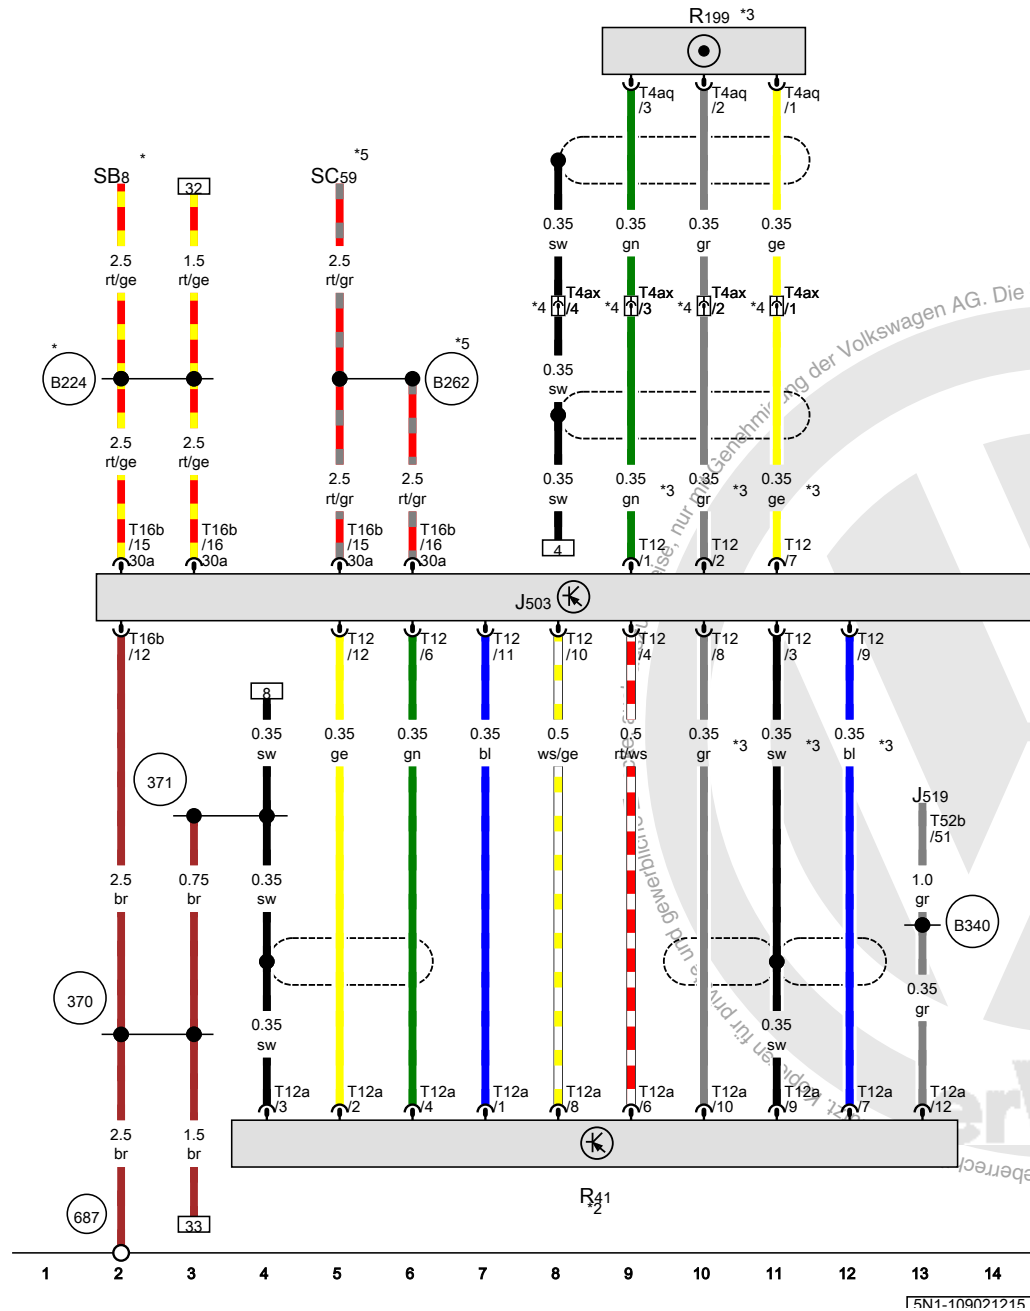 R199 *3
T4aq /3
T4aq /2
T4aq /1
SB8 *
32
SC59 *5
0.35 sw
0.35 gn
0.35 gr
0.35 ge
2.5 rt/ge
1.5 rt/ge
2.5 rt/gr
*4 T4ax /4
*4 T4ax /3
*4 T4ax /2
*4 T4ax /1
* B224
*5 B262
0.35 sw
2.5 rt/ge
2.5 rt/ge
2.5 rt/gr
2.5 rt/gr
0.35 sw
0.35 gn *3
0.35 gr *3
0.35 ge *3
T16b /15 30a
T16b /16 30a
T16b /15 30a
T16b /16 30a
4
T12 /1
T12 /2
T12 /7
J503
T16b /12
T12 /12
T12 /6
T12 /11
T12 /10
T12 /4
T12 /8
T12 /3
T12 /9
8
0.35 sw
0.35 ge
0.35 gn
0.35 bl
0.5 ws/ge
0.5 rt/ws
0.35 gr *3
0.35 sw *3
0.35 bl *3
371
J519
T52b /51
2.5 br
0.75 br
0.35 sw
1.0 gr
B340
370
0.35 sw
0.35 sw
0.35 gr
T12a /3
T12a /2
T12a /4
T12a /1
T12a /8
T12a /6
T12a /10
T12a /9
T12a /7
T12a /12
2.5 br
1.5 br
R41 *2
687
33
1 2 3 4 5 6 7 8 9 10 11 12 13 14
5N1-109021215
nur mit Genehmigung der Volkswagen AG. Die
und gewerbliche
Kopieren für